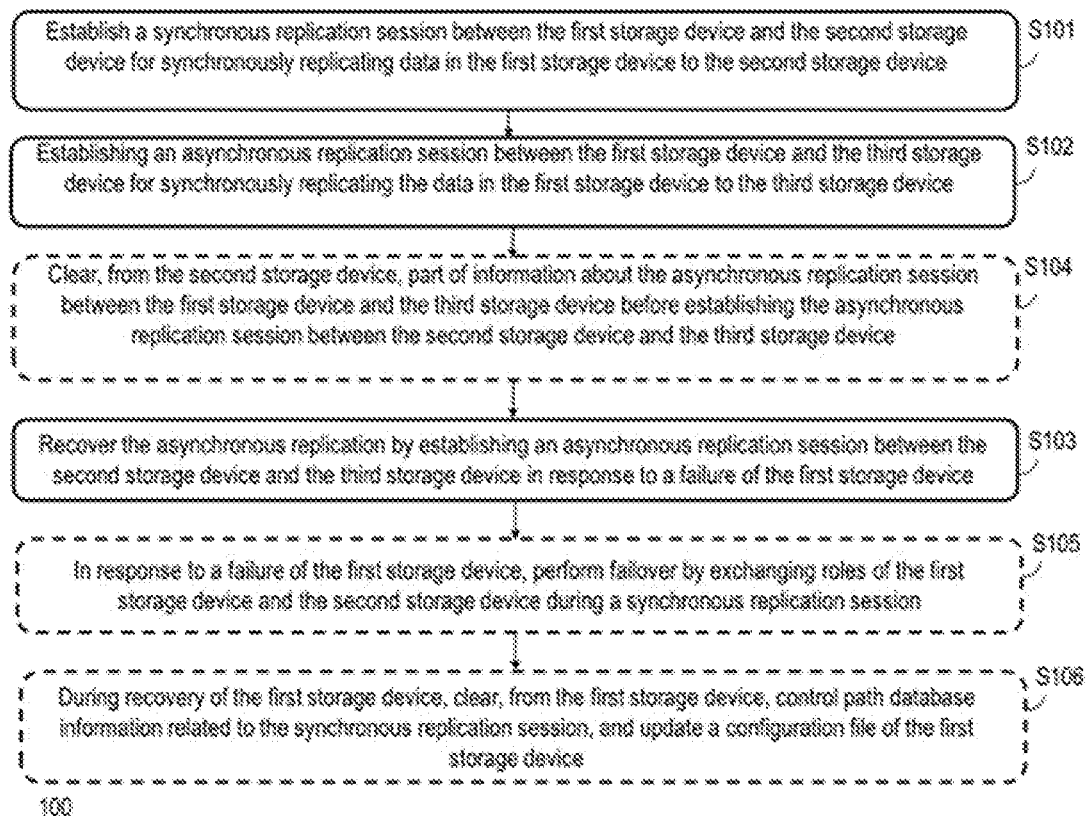 Establish a synchronous replication session between the first storage device and the second storage
device for synchronously replicating data in the first storage device to the second storage device
S101
Establishing an asynchronous replication session between the first storage device and the third storage
device for synchronously replicating the data in the first storage device to the third storage device
S102
Clear, from the second storage device, part of information about the asynchronous replication session
between the first storage device and the third storage device before establishing the asynchronous
replication session between the second storage device and the third storage device
S104
Recover the asynchronous replication by establishing an asynchronous replication session between the
second storage device and the third storage device in response to a failure of the first storage device
S103
In response to a failure of the first storage device, perform failover by exchanging roles of the first
storage device and the second storage device during a synchronous replication session
S105
During recovery of the first storage device, clear, from the first storage device, control path database
information related to the synchronous replication session, and update a configuration file of the first
storage device
S106
100